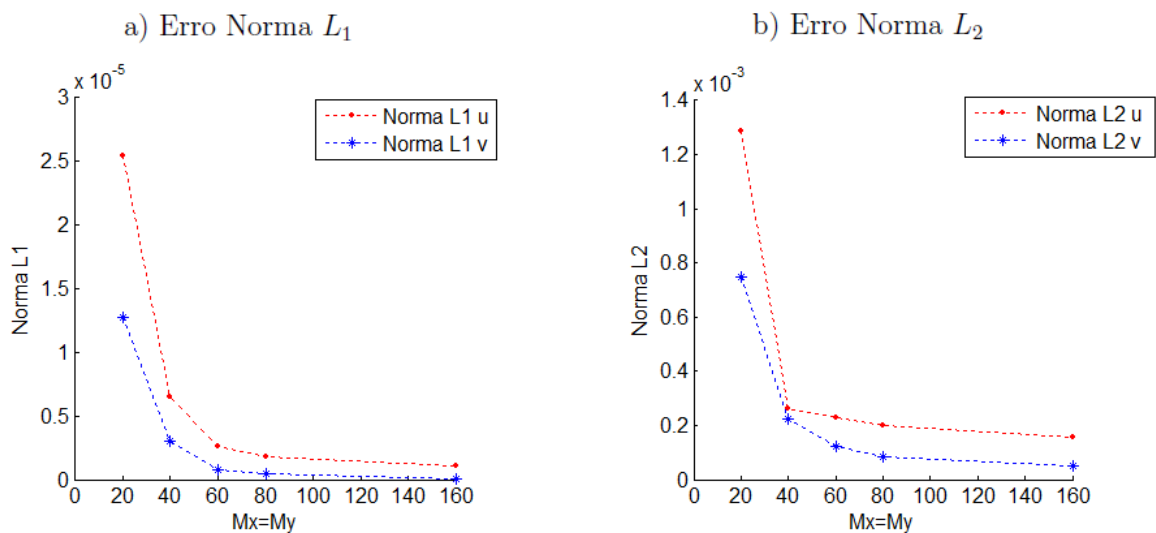 a) Erro Norma L1
x 10-5
3
2.5
2
1.5
1
0.5
0
Norma L1
0 20 40 60 80 100 120 140 160
Mx=My
Norma L1 u
Norma L1 v
b) Erro Norma L2
x 10-3
1.4
1.2
1
0.8
0.6
0.4
0.2
0
Norma L2
0 20 40 60 80 100 120 140 160
Mx=My
Norma L2 u
Norma L2 v